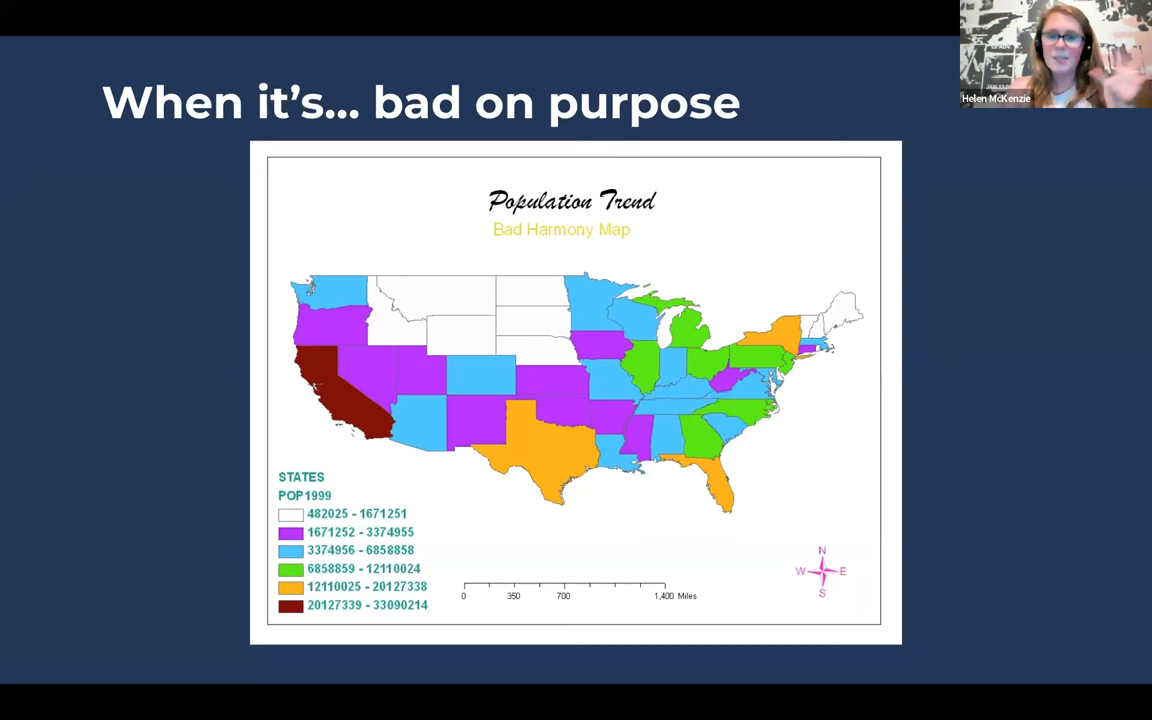 When it's... bad on purpose
Helen McKenzie
Population Trend
Bad Harmony Map
STATES
POP1999
482025 - 1671251
1671252 - 3374955
3374956 - 6858858
6858859 - 12110024
12110025 - 20127338
20127339 - 33090214
0 350 700 1,400 Miles
N
W E
S